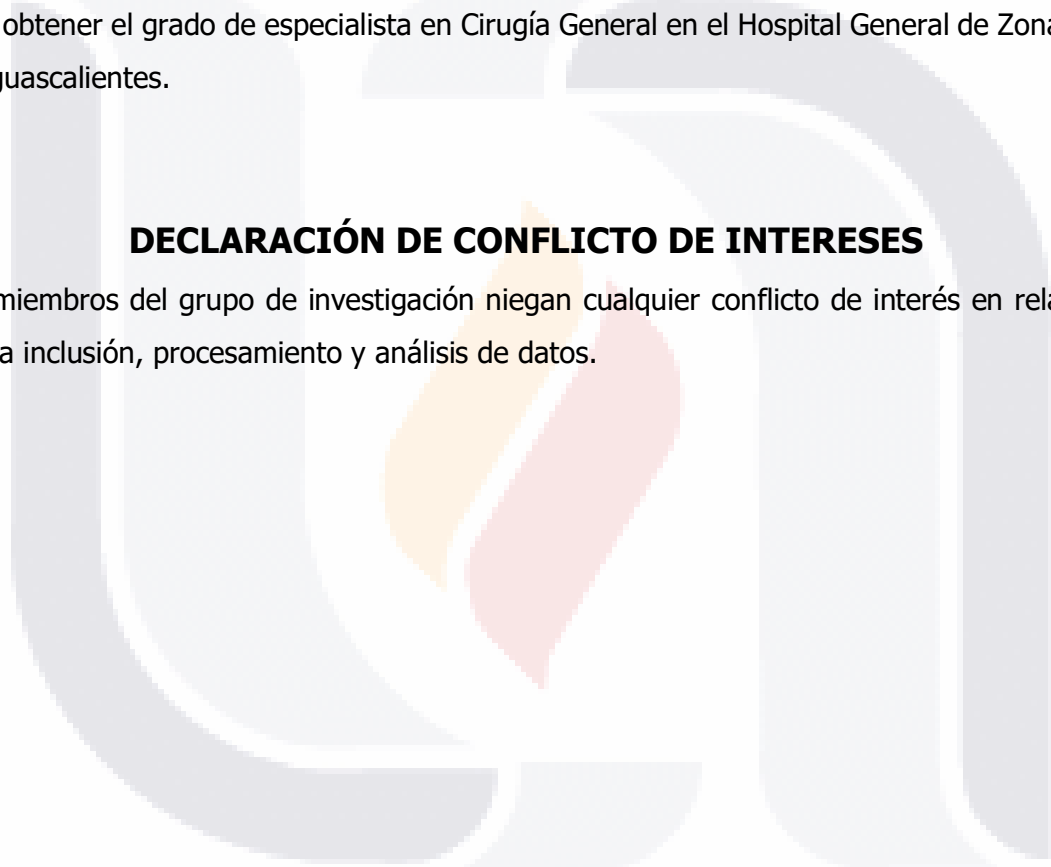 obtener el grado de especialista en Cirugía General en el Hospital General de Zona
guascalientes.
DECLARACIÓN DE CONFLICTO DE INTERESES
miembros del grupo de investigación niegan cualquier conflicto de interés en rela
a inclusión, procesamiento y análisis de datos.